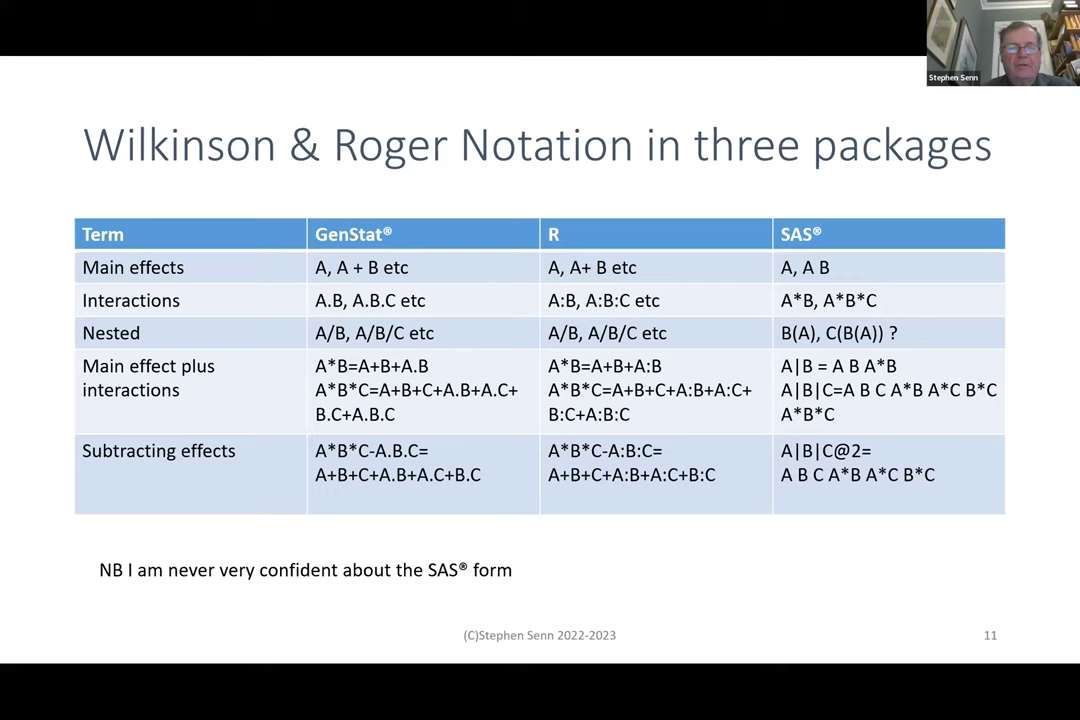 Stephen Senn
Wilkinson & Roger Notation in three packages
Term GenStat® R SAS®
Main effects A, A + B etc A, A+ B etc A, A B
Interactions A.B, A.B.C etc A:B, A:B:C etc A*B, A*B*C
Nested A/B, A/B/C etc A/B, A/B/C etc B(A), C(B(A)) ?
Main effect plus
interactions
A*B=A+B+A.B
A*B*C=A+B+C+A.B+A.C+
B.C+A.B.C
A*B=A+B+A:B
A*B*C=A+B+C+A:B+A:C+
B:C+A:B:C
A|B = A B A*B
A|B|C=A B C A*B A*C B*C
A*B*C
Subtracting effects
A*B*C-A.B.C=
A+B+C+A.B+A.C+B.C
A*B*C-A:B:C=
A+B+C+A:B+A:C+B:C
A|B|C@2=
A B C A*B A*C B*C
NB I am never very confident about the SAS® form
(C)Stephen Senn 2022-2023
11